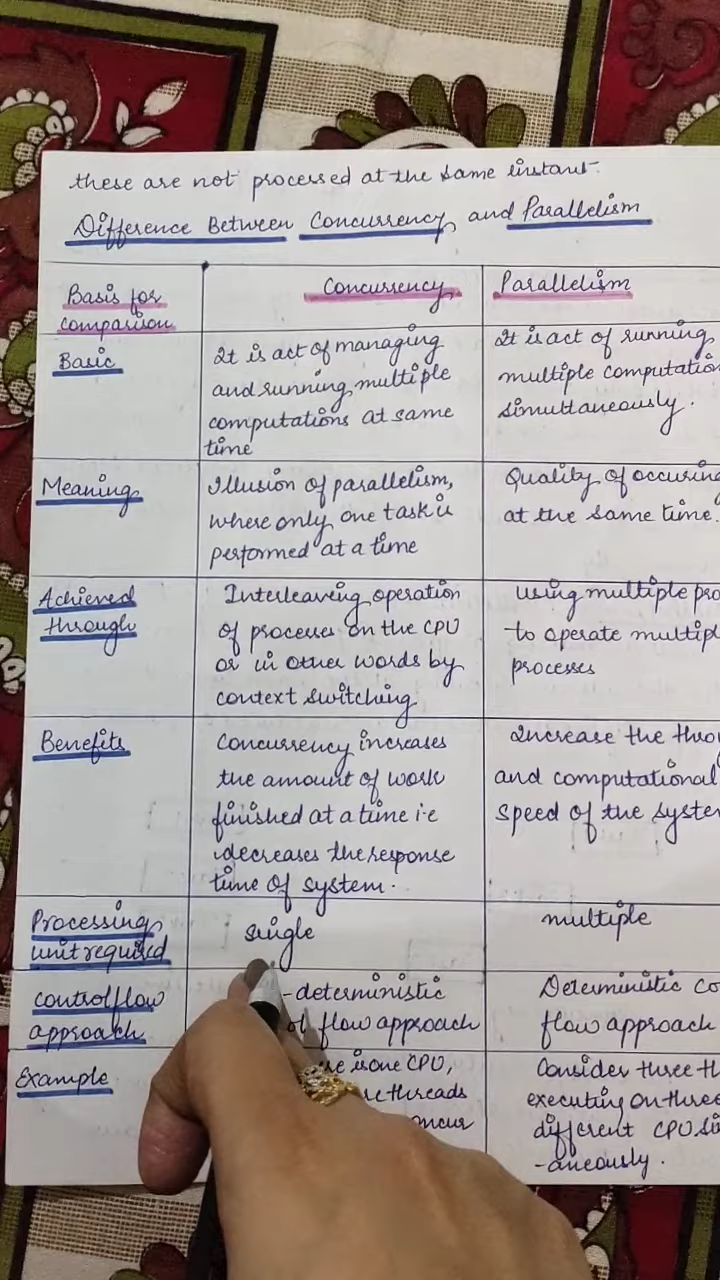 these are not processed at the same instant.
Difference Between Concurrency and Parallelism
Basis for
comparison
Concurrency
Parallelism
Basic
It is act of managing
and running multiple
computations at same
time
It is act of running
multiple computation
simultaneously.
Meaning
Illusion of parallelism,
where only one task is
performed at a time
Quality of occuring
at the same time.
Achieved
through
Interleaving operation
of processes on the CPU
or in other words by
context switching
using multiple
to operate
processes
Benefits
Concurrency increases
the amount of work
finished at a time i.e
decreases the response
time of system.
Increase the
and computational
speed of the
Processing
unit required
single
multiple
control flow
approach
-deterministic
flow approach
Deterministic
flow approach
Example
is one CPU,
threads
Consider three
executing on three
different CPU
-aneously.